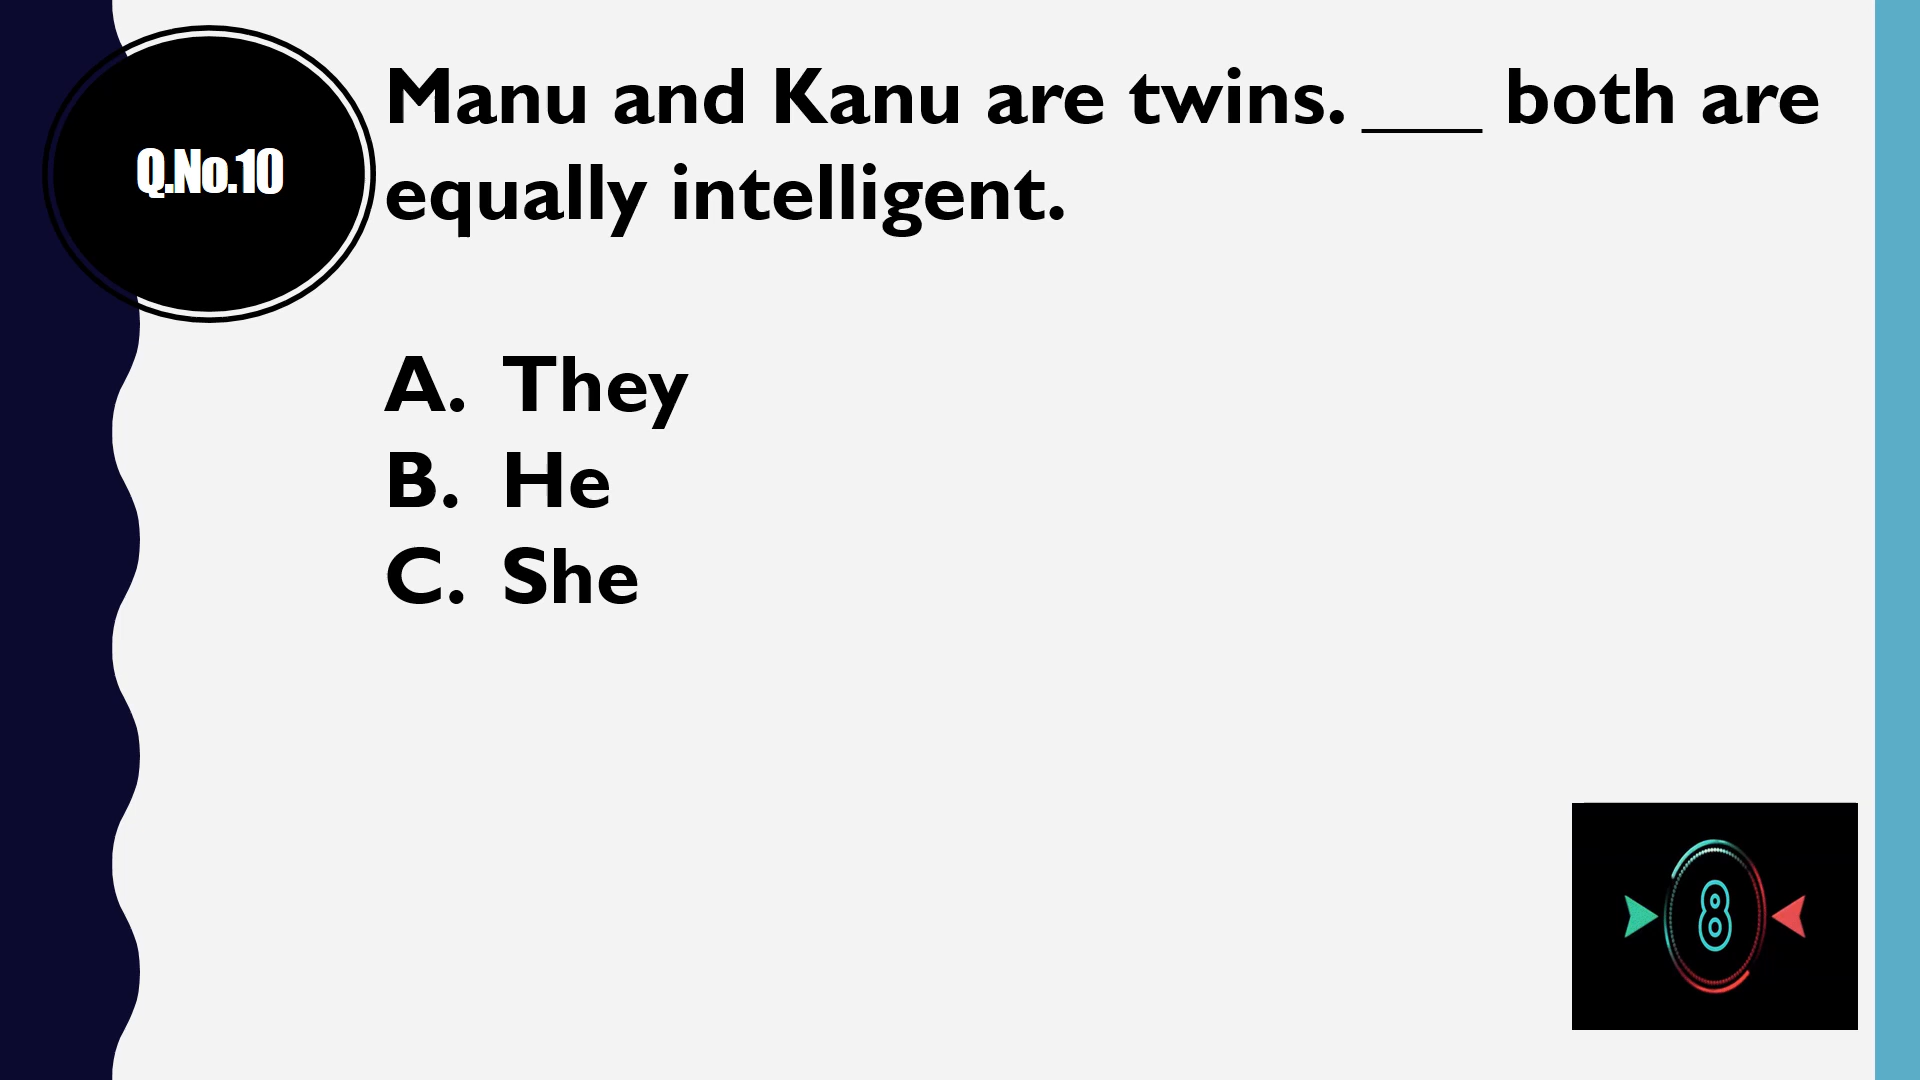 Q.No.10
Manu and Kanu are twins. ___ both are
equally intelligent.
A. They
B. He
C. She
8